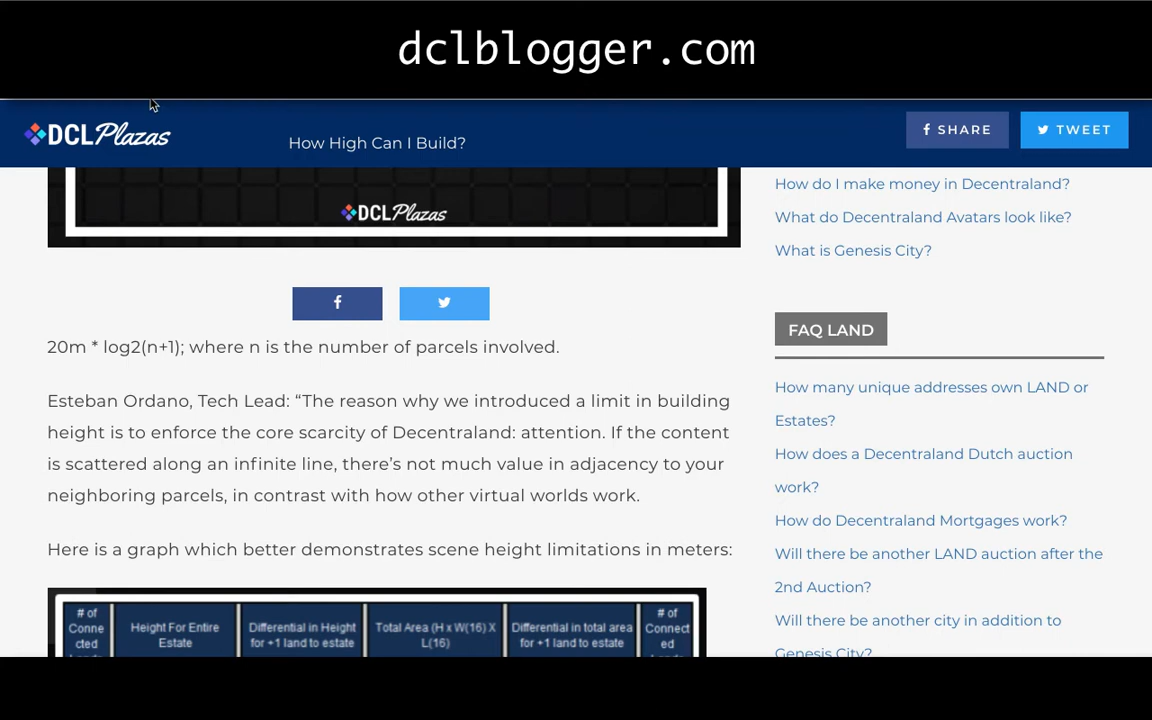 dclblogger.com
DCLPlazas
How High Can I Build?
SHARE
TWEET
DCLPlazas
20m * log2(n+1); where n is the number of parcels involved.
Esteban Ordano, Tech Lead: “The reason why we introduced a limit in building
height is to enforce the core scarcity of Decentraland: attention. If the content
is scattered along an infinite line, there’s not much value in adjacency to your
neighboring parcels, in contrast with how other virtual worlds work.
Here is a graph which better demonstrates scene height limitations in meters:
# of
Conne
cted
Height For Entire
Estate
Differential in Height
for +1 land to estate
Total Area (H x W(16) X
L(16)
Differential in total area
for +1 land to estate
# of
Connect
ed
How do I make money in Decentraland?
What do Decentraland Avatars look like?
What is Genesis City?
FAQ LAND
How many unique addresses own LAND or
Estates?
How does a Decentraland Dutch auction
work?
How do Decentraland Mortgages work?
Will there be another LAND auction after the
2nd Auction?
Will there be another city in addition to
Genesis City?